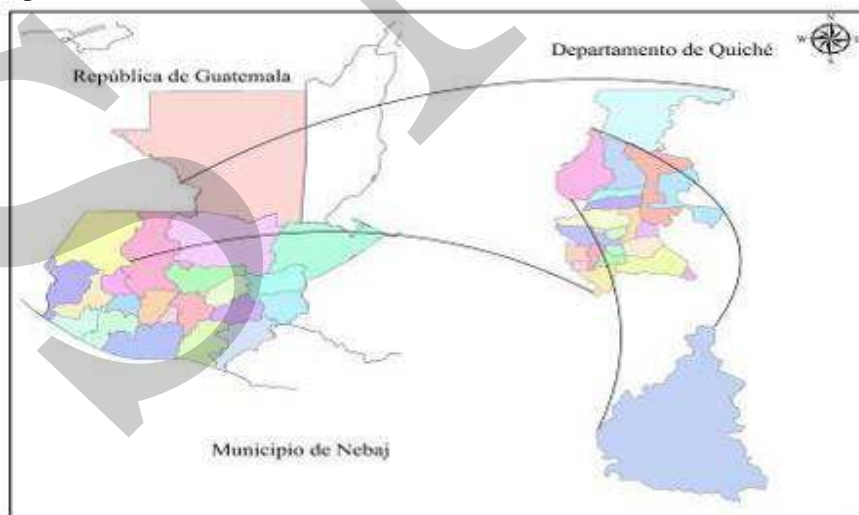 N
W E
S
Departamento de Quiché
República de Guatemala
Municipio de Nebaj